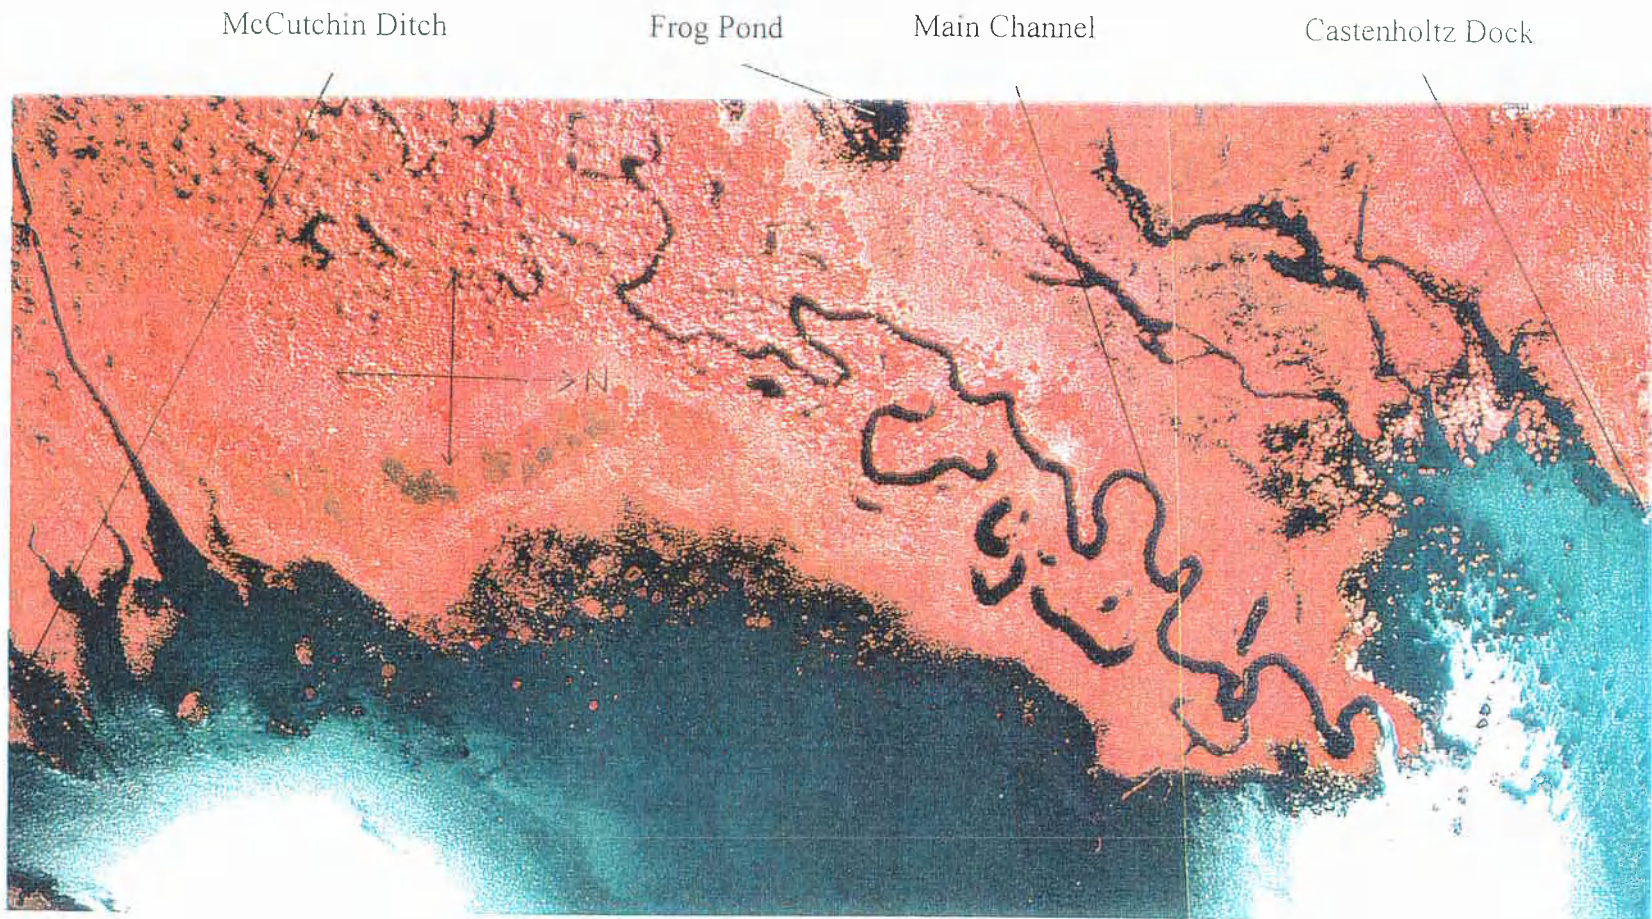 McCutchin Ditch
Frog Pond
Main Channel
Castenholtz Dock
N